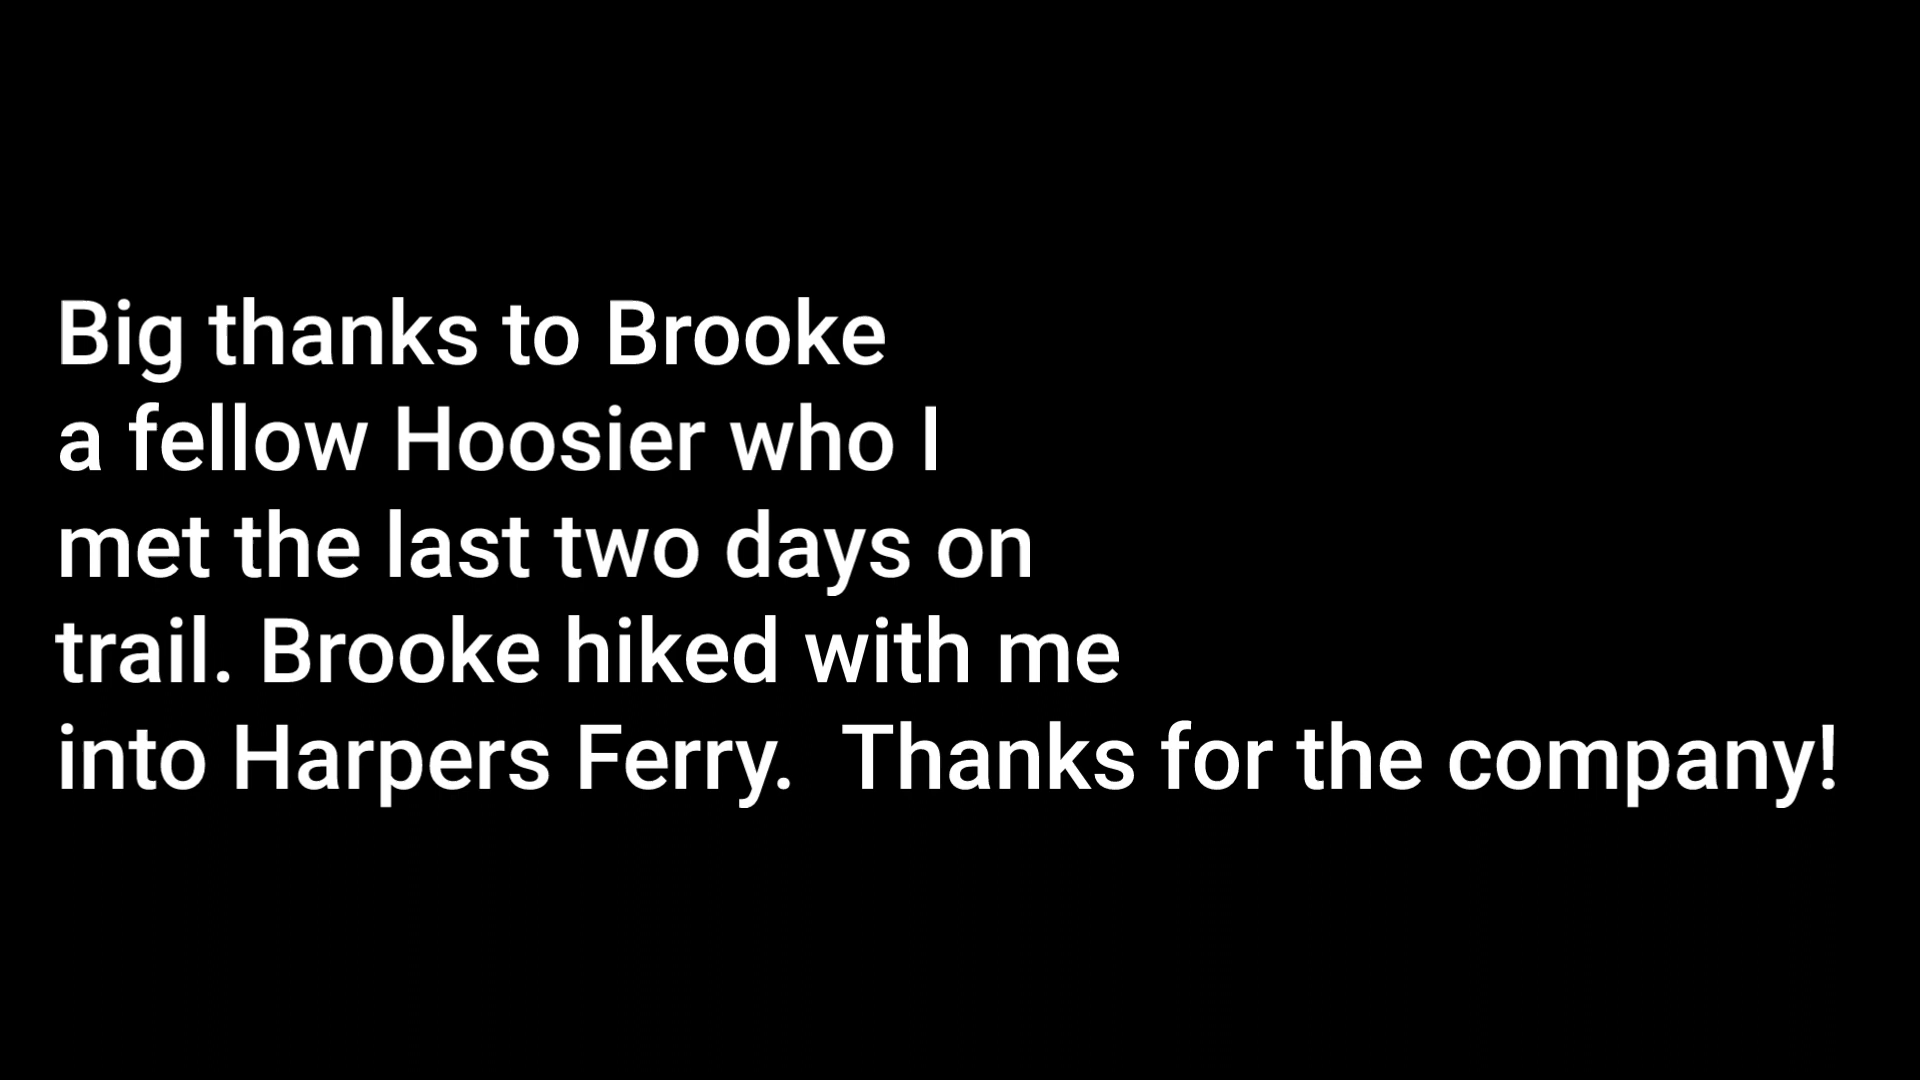 Big thanks to Brooke
a fellow Hoosier who I
met the last two days on
trail. Brooke hiked with me
into Harpers Ferry.  Thanks for the company!